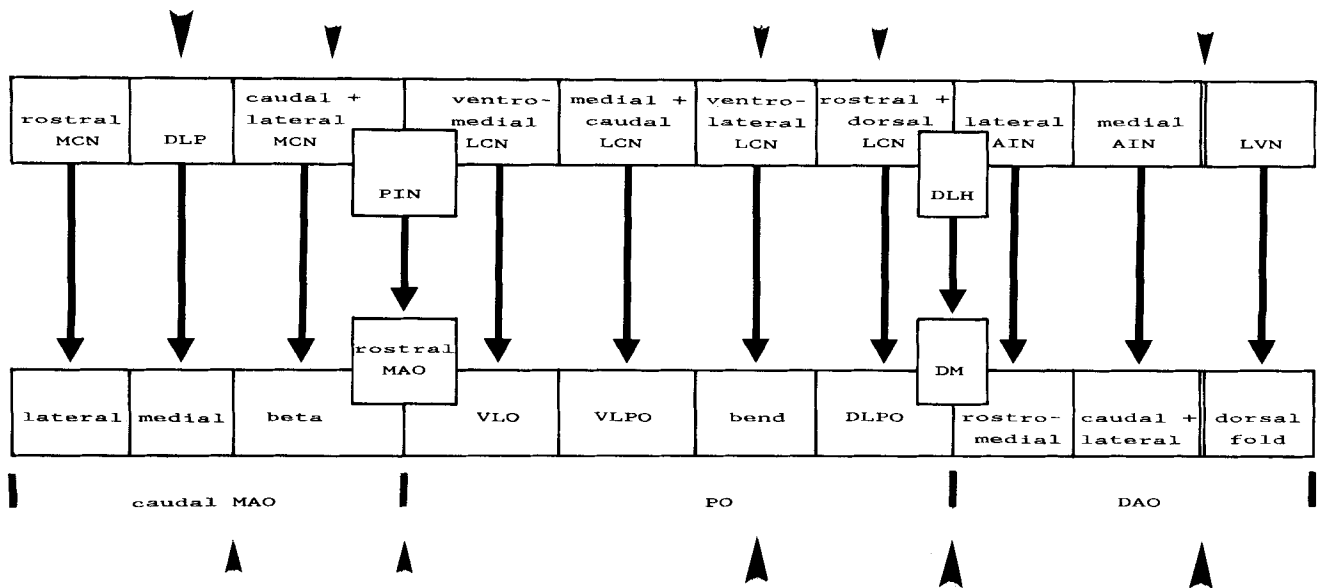 rostral
MCN
DLP
caudal +
lateral
MCN
PIN
ventro-
medial
LCN
medial +
caudal
LCN
ventro-
lateral
LCN
rostral +
dorsal
LCN
DLH
lateral
AIN
medial
AIN
LVN
lateral
medial
beta
rostral
MAO
VLO
VLPO
bend
DLPO
DM
rostro-
medial
caudal +
lateral
dorsal
fold
caudal MAO
PO
DAO